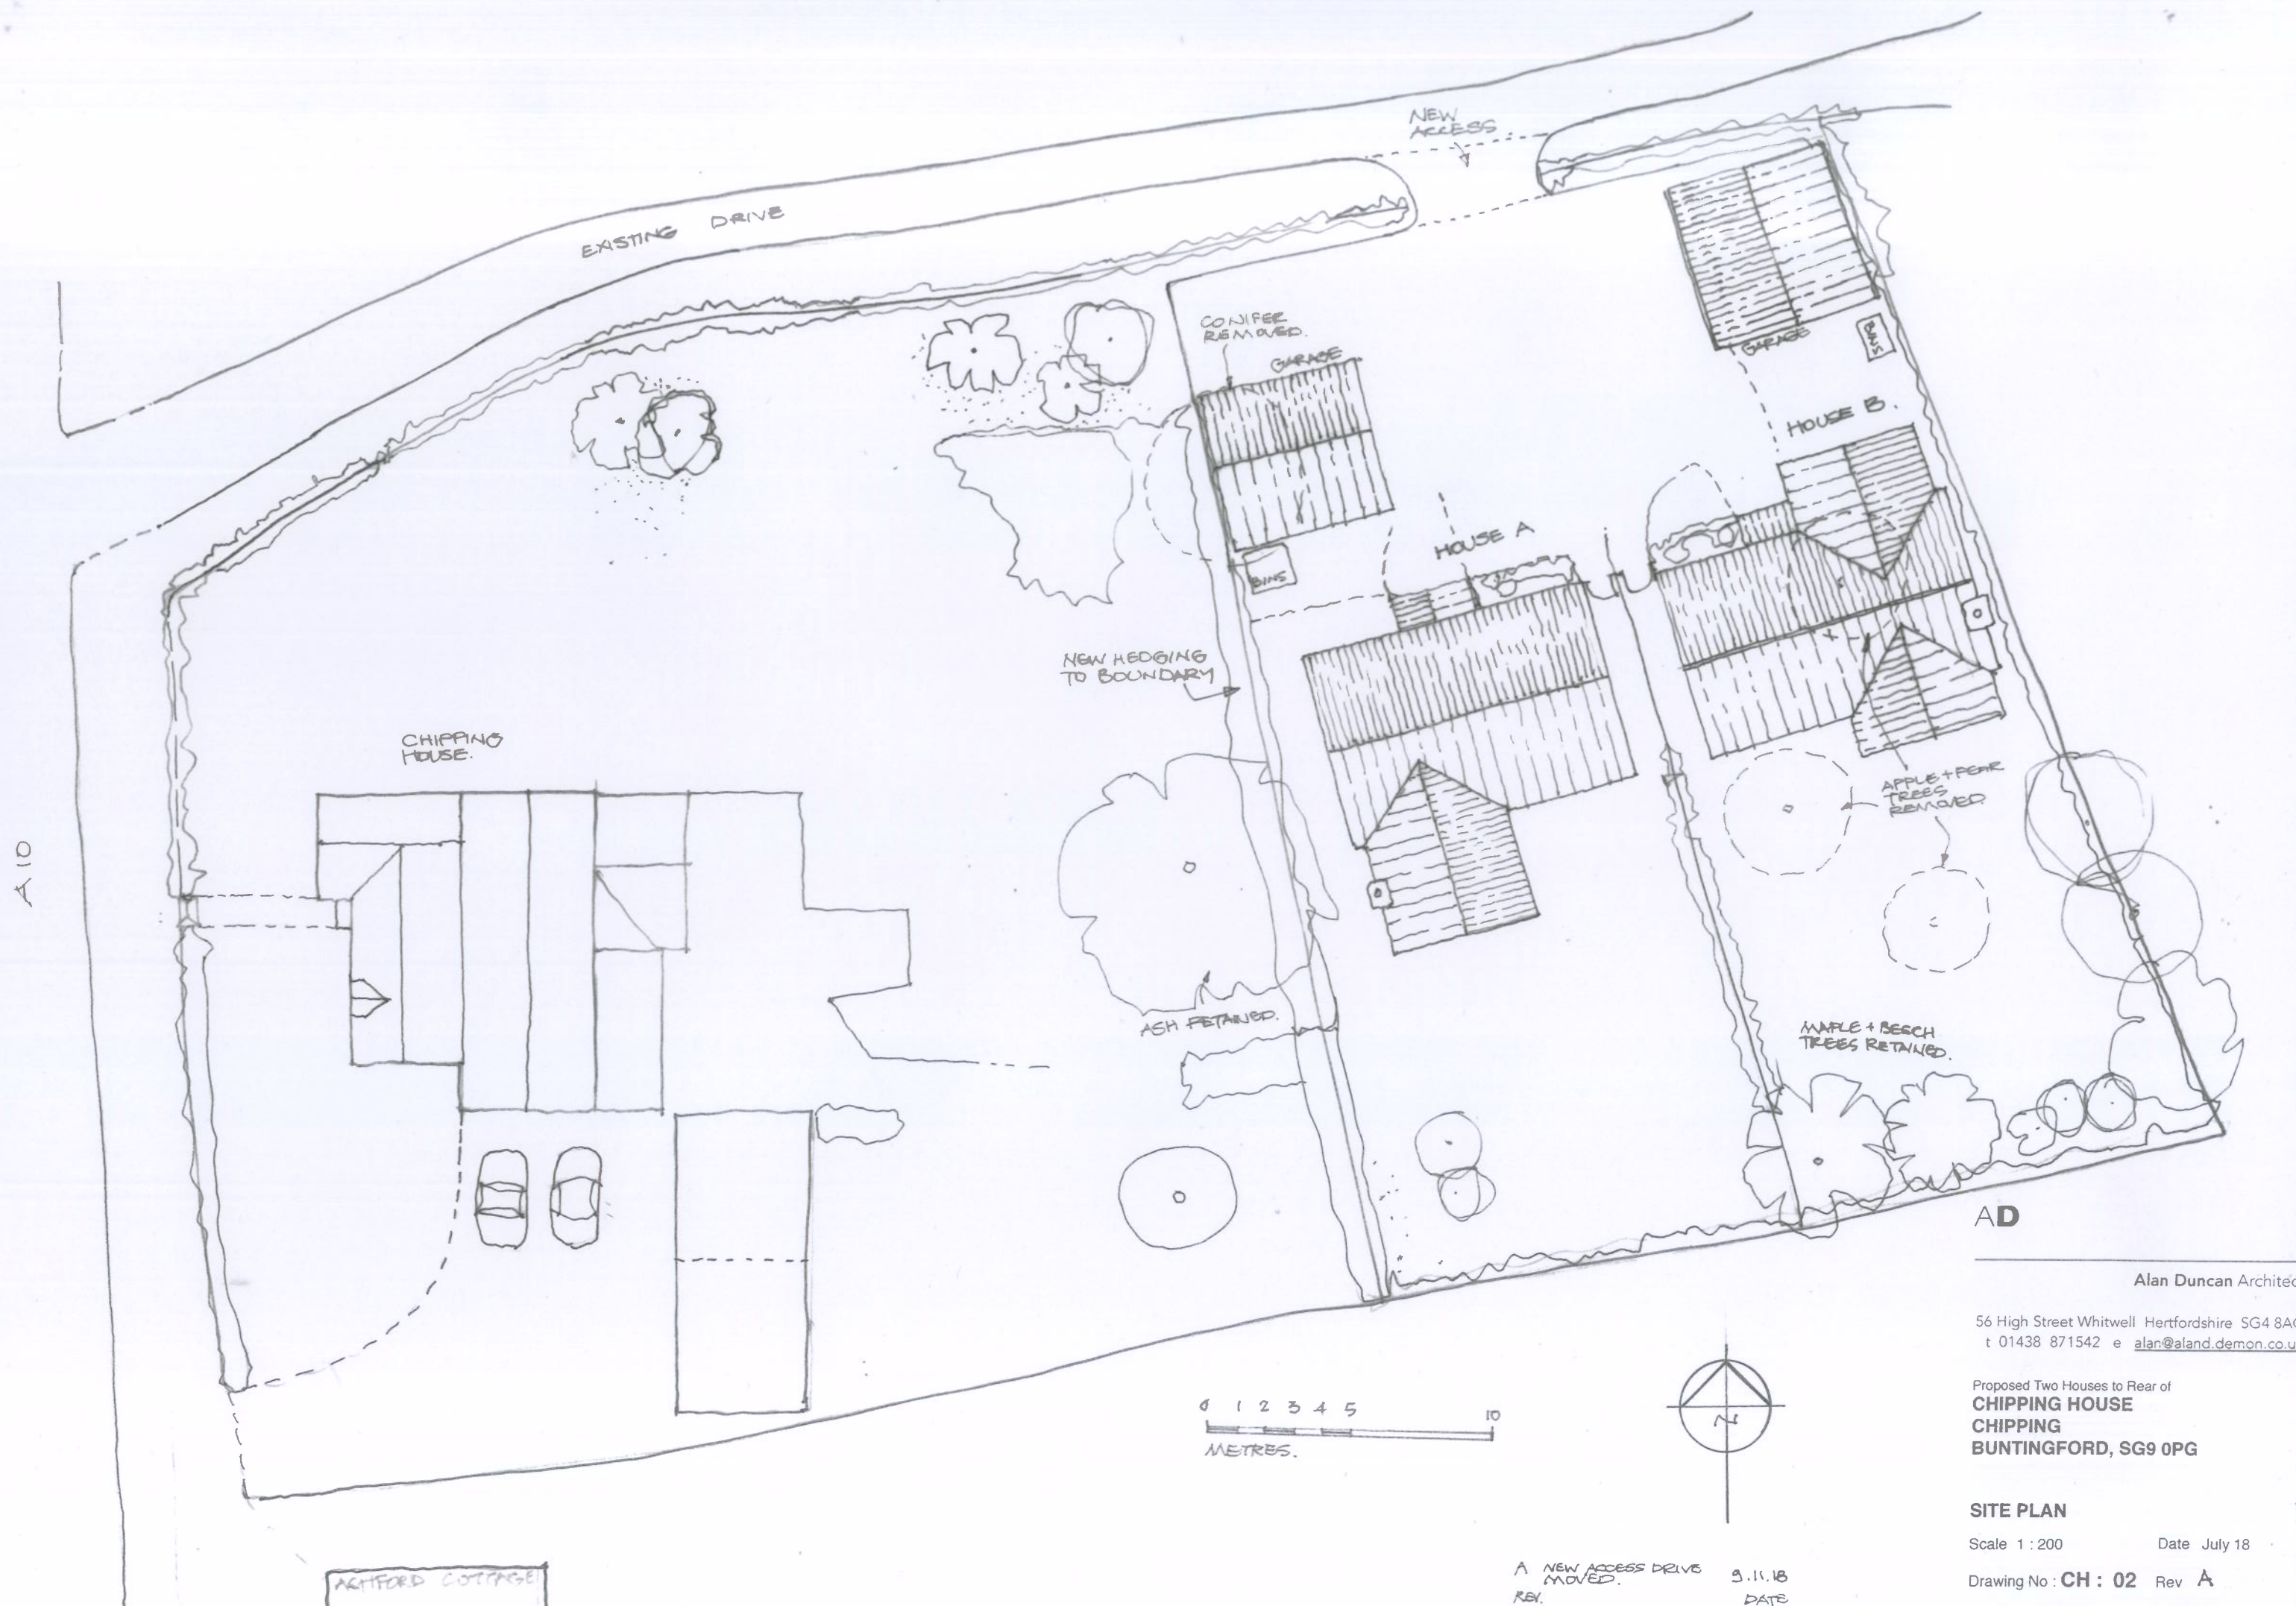 NEW
ACCESS
EXISTING DRIVE
CONIFER
REMOVED.
GARAGE
GARAGE
BINS
HOUSE B.
HOUSE A
BINS
NEW HEDGING
TO BOUNDARY
CHIPPING
HOUSE.
APPLE + PEAR
TREES
REMOVED
A10
ASH RETAINED.
MAPLE + BEECH
TREES RETAINED.
AD
Alan Duncan Architec
56 High Street Whitwell Hertfordshire SG4 8A
t 01438 871542 e alan@aland.demon.co.u
Proposed Two Houses to Rear of
CHIPPING HOUSE
CHIPPING
BUNTINGFORD, SG9 0PG
0 1 2 3 4 5 10
METRES.
N
SITE PLAN
Scale 1 : 200 Date July 18
Drawing No : CH : 02 Rev A
A NEW ACCESS DRIVE 9.11.18
MOVED.
REV. DATE
ASHFORD COTTAGE